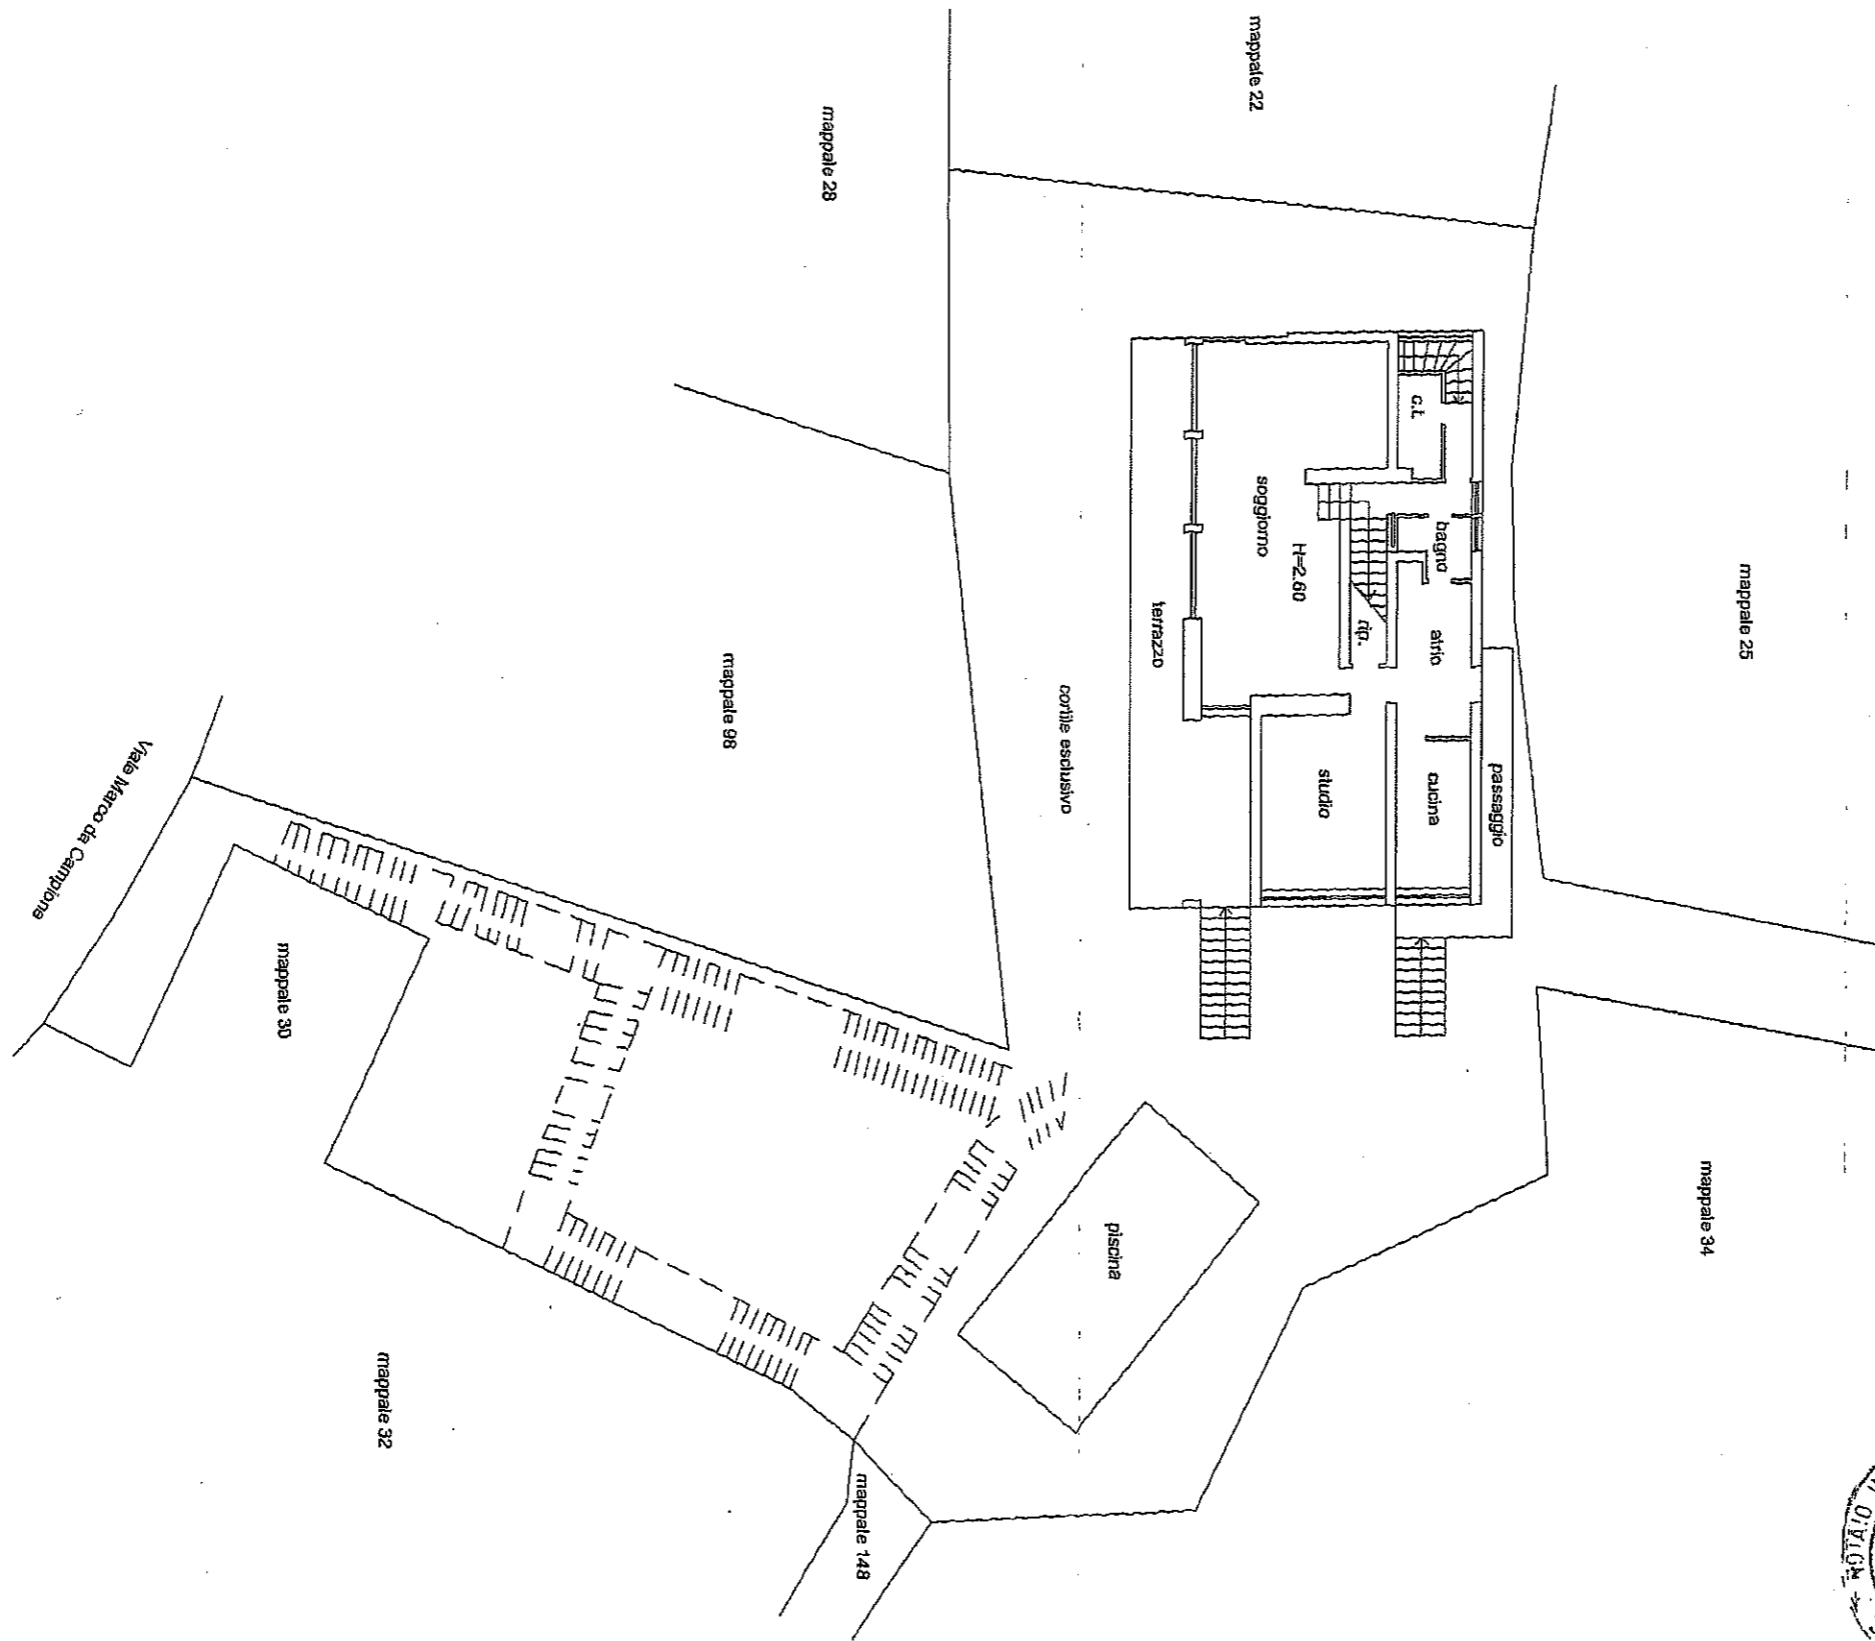 mappale 22
mappale 28
mappale 25
c.t.
bagno
soggiorno
H=2.60
rip.
atrio
terrazzo
passaggio
cucina
studio
cortile esclusivo
mappale 98
Viale Marco da Campiona
mappale 30
mappale 34
piscina
mappale 32
mappale 148